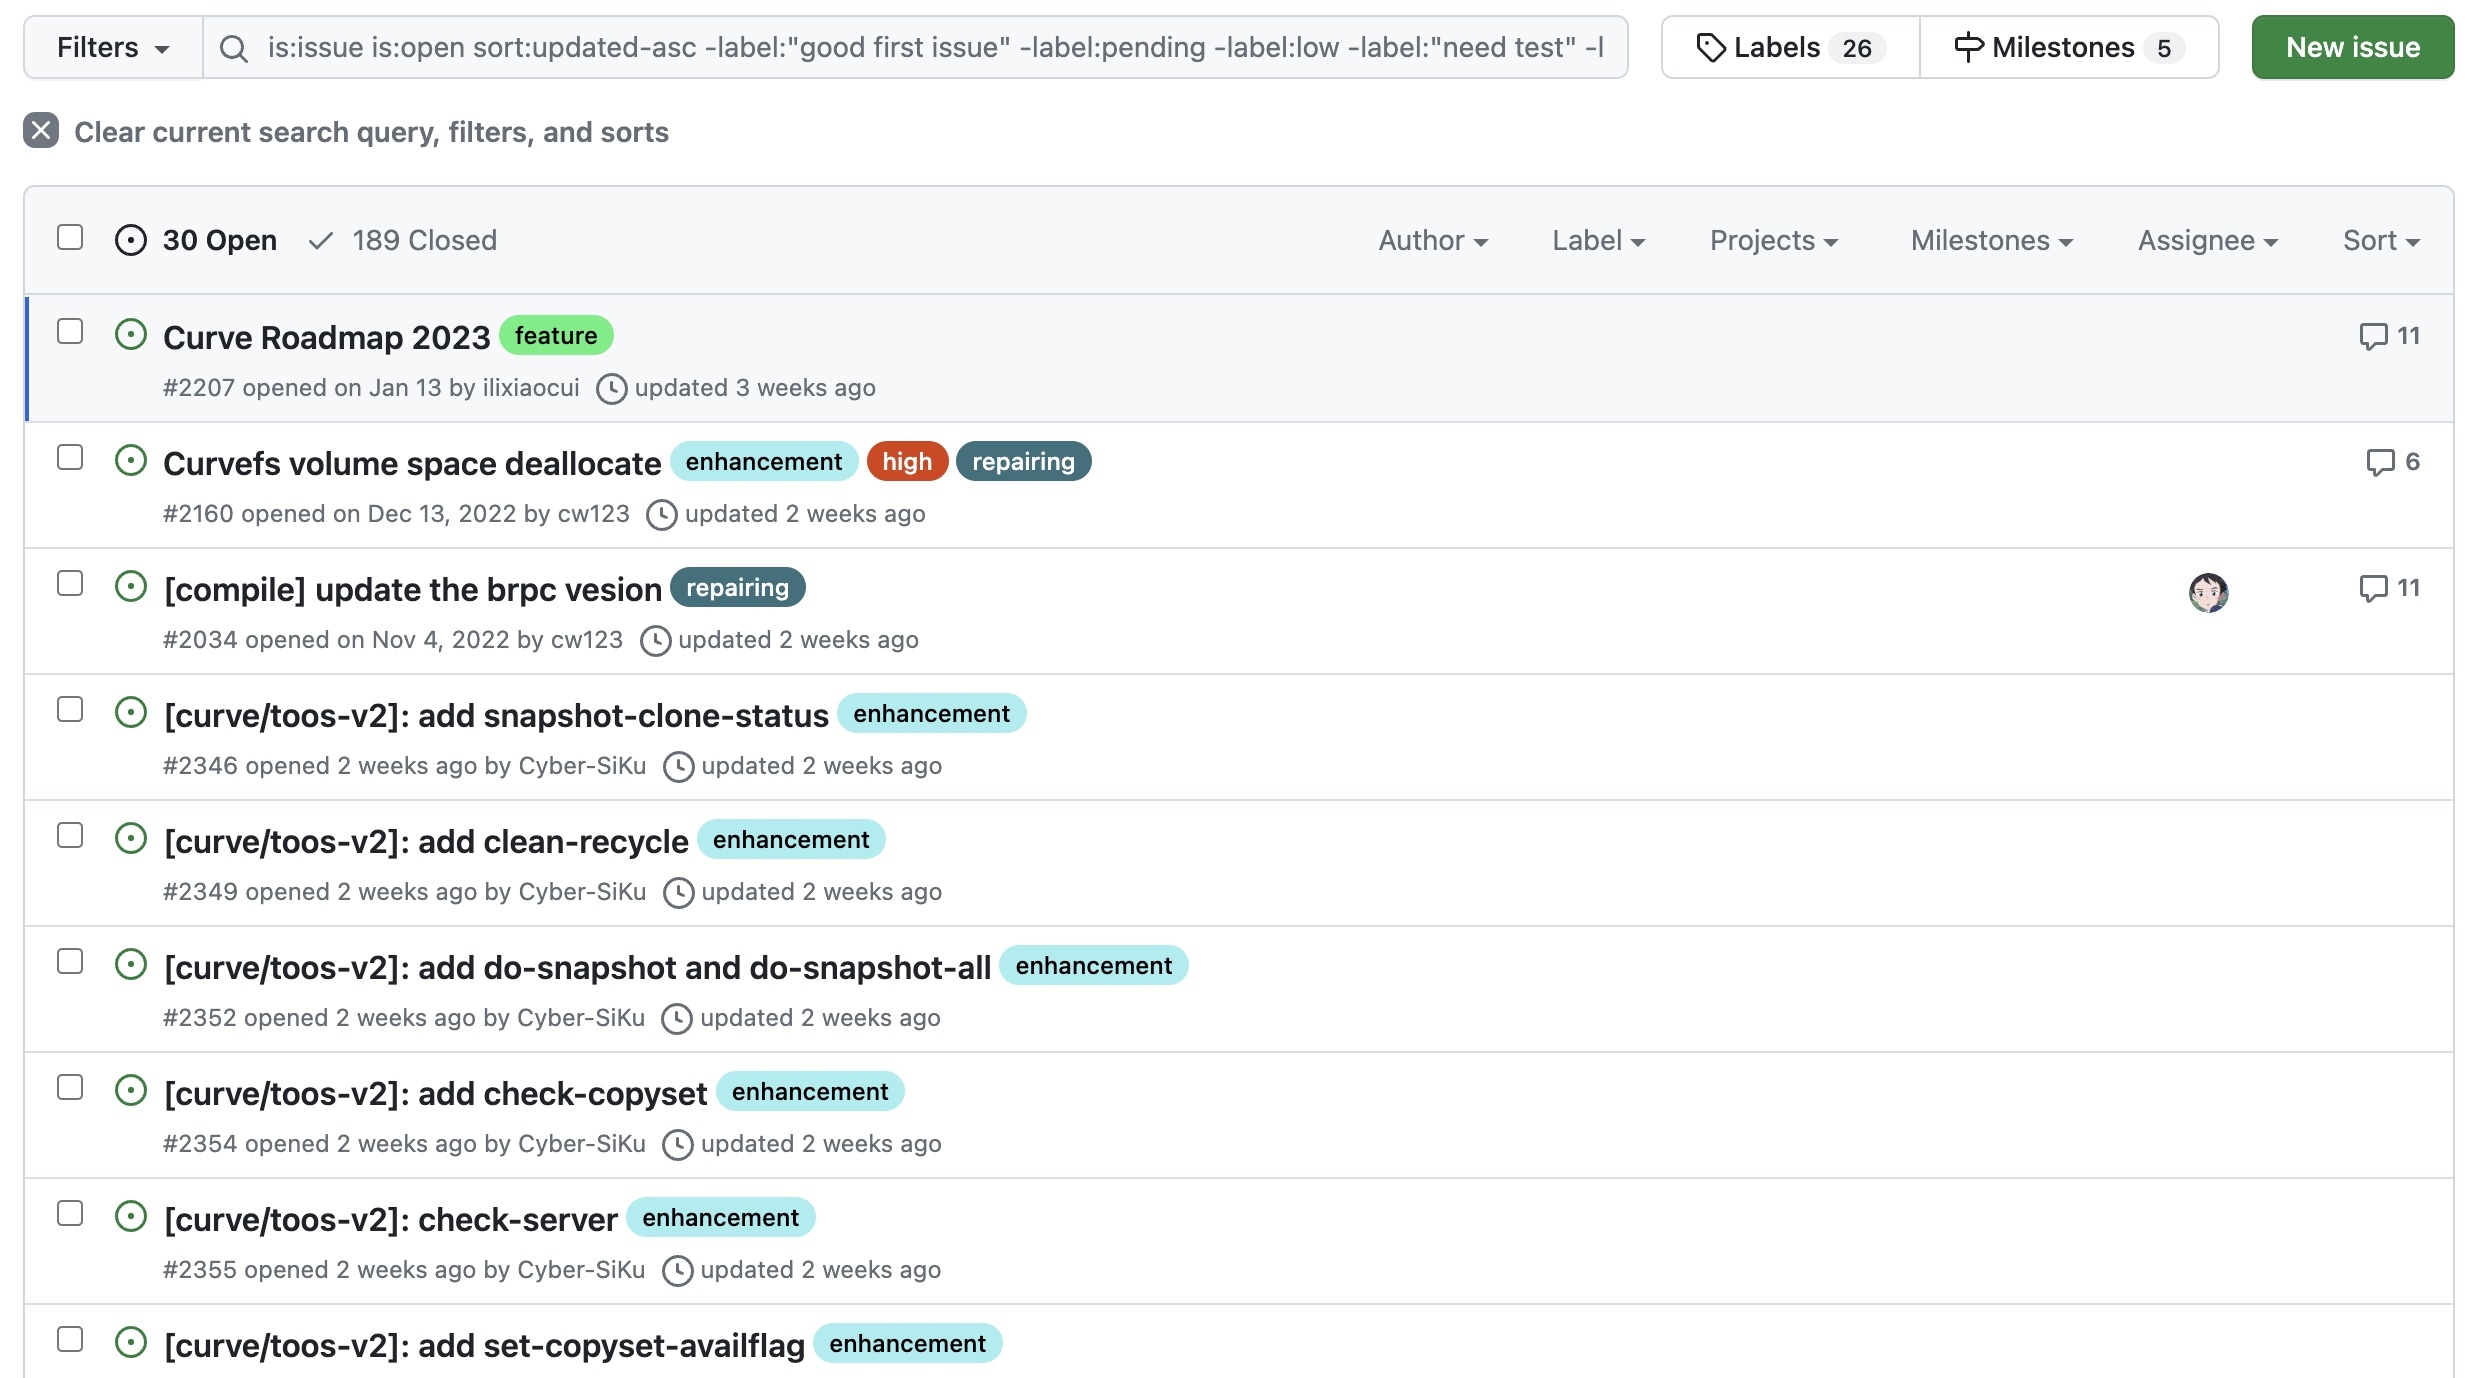 Filters is:issue is:open sort:updated-asc -label:"good first issue" -label:pending -label:low -label:"need test" -l Labels 26 Milestones 5 New issue
Clear current search query, filters, and sorts
30 Open 189 Closed Author Label Projects Milestones Assignee Sort
Curve Roadmap 2023 feature 11
#2207 opened on Jan 13 by ilixiaocui updated 3 weeks ago
Curvefs volume space deallocate enhancement high repairing 6
#2160 opened on Dec 13, 2022 by cw123 updated 2 weeks ago
[compile] update the brpc vesion repairing 11
#2034 opened on Nov 4, 2022 by cw123 updated 2 weeks ago
[curve/toos-v2]: add snapshot-clone-status enhancement
#2346 opened 2 weeks ago by Cyber-SiKu updated 2 weeks ago
[curve/toos-v2]: add clean-recycle enhancement
#2349 opened 2 weeks ago by Cyber-SiKu updated 2 weeks ago
[curve/toos-v2]: add do-snapshot and do-snapshot-all enhancement
#2352 opened 2 weeks ago by Cyber-SiKu updated 2 weeks ago
[curve/toos-v2]: add check-copyset enhancement
#2354 opened 2 weeks ago by Cyber-SiKu updated 2 weeks ago
[curve/toos-v2]: check-server enhancement
#2355 opened 2 weeks ago by Cyber-SiKu updated 2 weeks ago
[curve/toos-v2]: add set-copyset-availflag enhancement